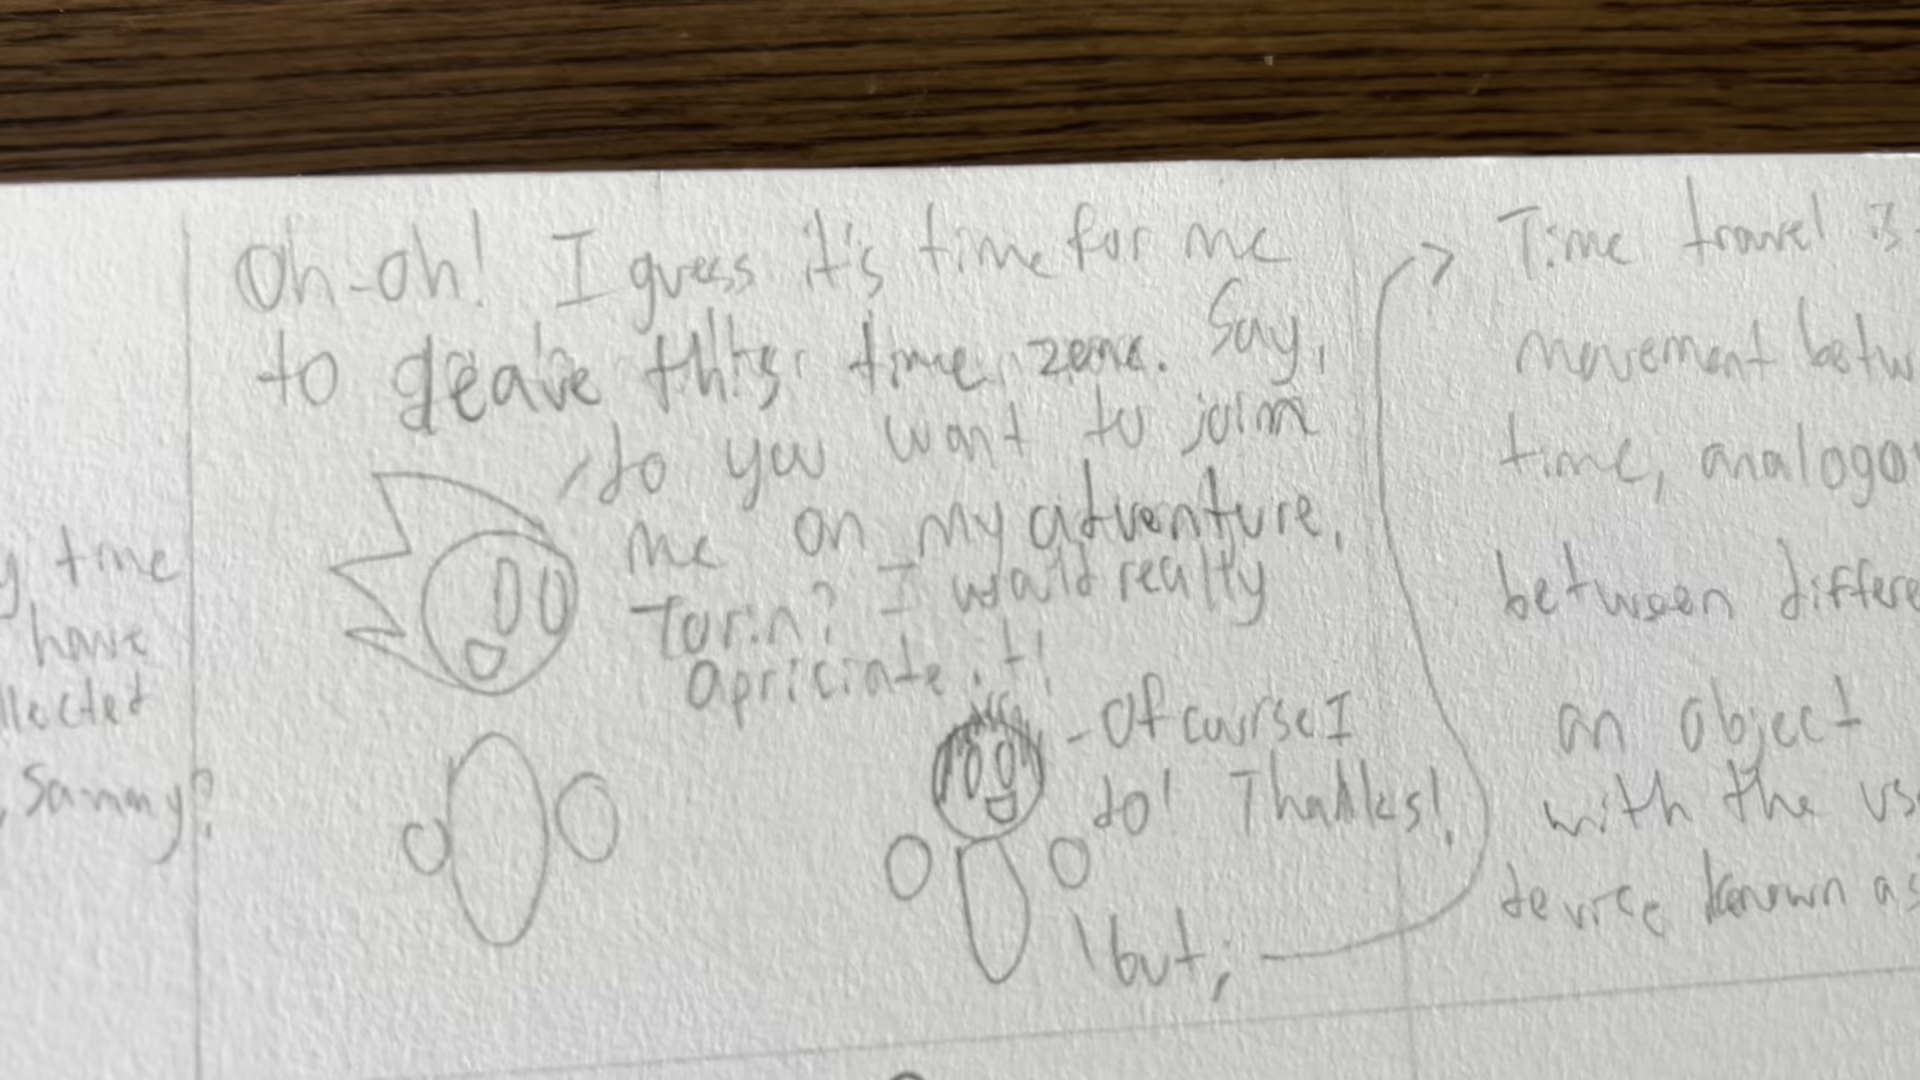 y time
have
llected
, Sammy?
Oh-oh! I guess it's time for me
to leave this time zone. Say,
do you want to join
me on my adventure,
Torin? I would really
apriciate it!
- Of course I
do! Thanks!
but;
Time travel is
movement betw
time, analogo
between differe
an object
with the us
device known as